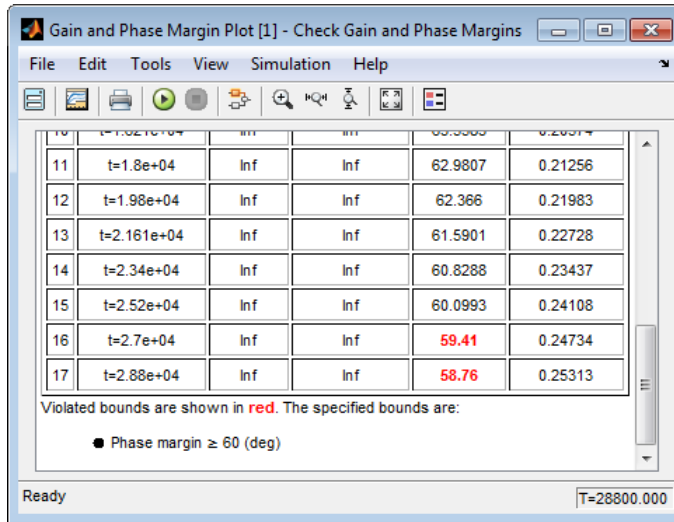 Gain and Phase Margin Plot [1] - Check Gain and Phase Margins
File Edit Tools View Simulation Help
11 t=1.8e+04 Inf Inf 62.9807 0.21256
12 t=1.98e+04 Inf Inf 62.366 0.21983
13 t=2.161e+04 Inf Inf 61.5901 0.22728
14 t=2.34e+04 Inf Inf 60.8288 0.23437
15 t=2.52e+04 Inf Inf 60.0993 0.24108
16 t=2.7e+04 Inf Inf 59.41 0.24734
17 t=2.88e+04 Inf Inf 58.76 0.25313
Violated bounds are shown in red. The specified bounds are:
● Phase margin ≥ 60 (deg)
Ready T=28800.000